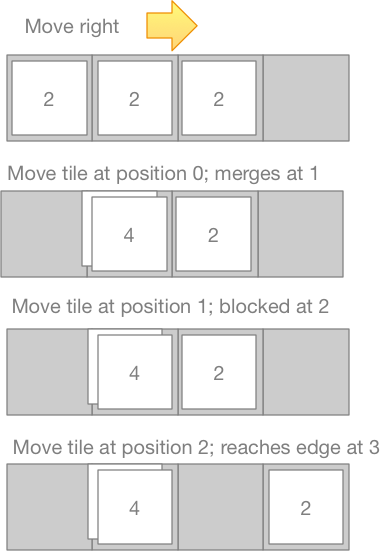 Move right
2 2 2
Move tile at position 0; merges at 1
4 2
Move tile at position 1; blocked at 2
4 2
Move tile at position 2; reaches edge at 3
4 2